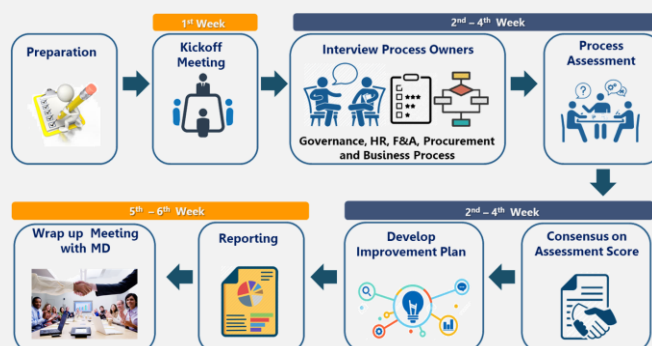 1st Week
2nd – 4th Week
Preparation
Kickoff
Meeting
Interview Process Owners
Governance, HR, F&A, Procurement
and Business Process
Process
Assessment
5th – 6th Week
2nd – 4th Week
Wrap up Meeting
with MD
Reporting
Develop
Improvement Plan
Consensus on
Assessment Score